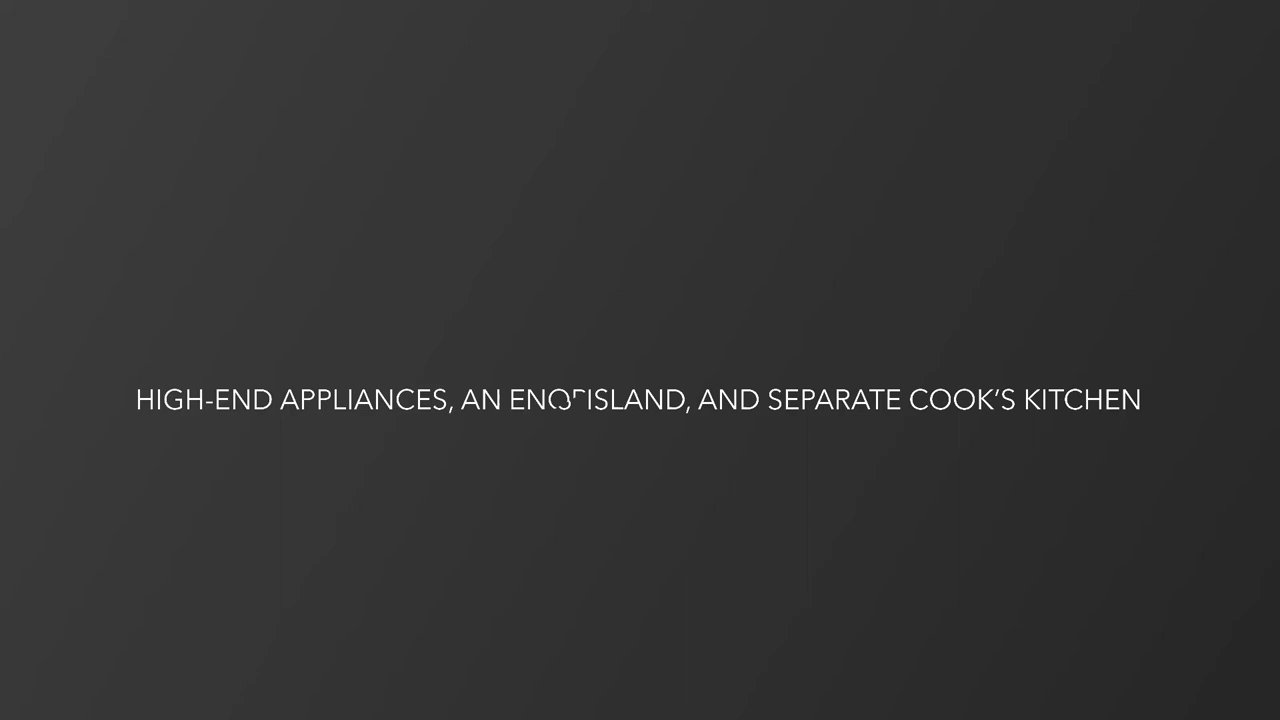 HIGH-END APPLIANCES, AN ISLAND, AND SEPARATE COOK'S KITCHEN